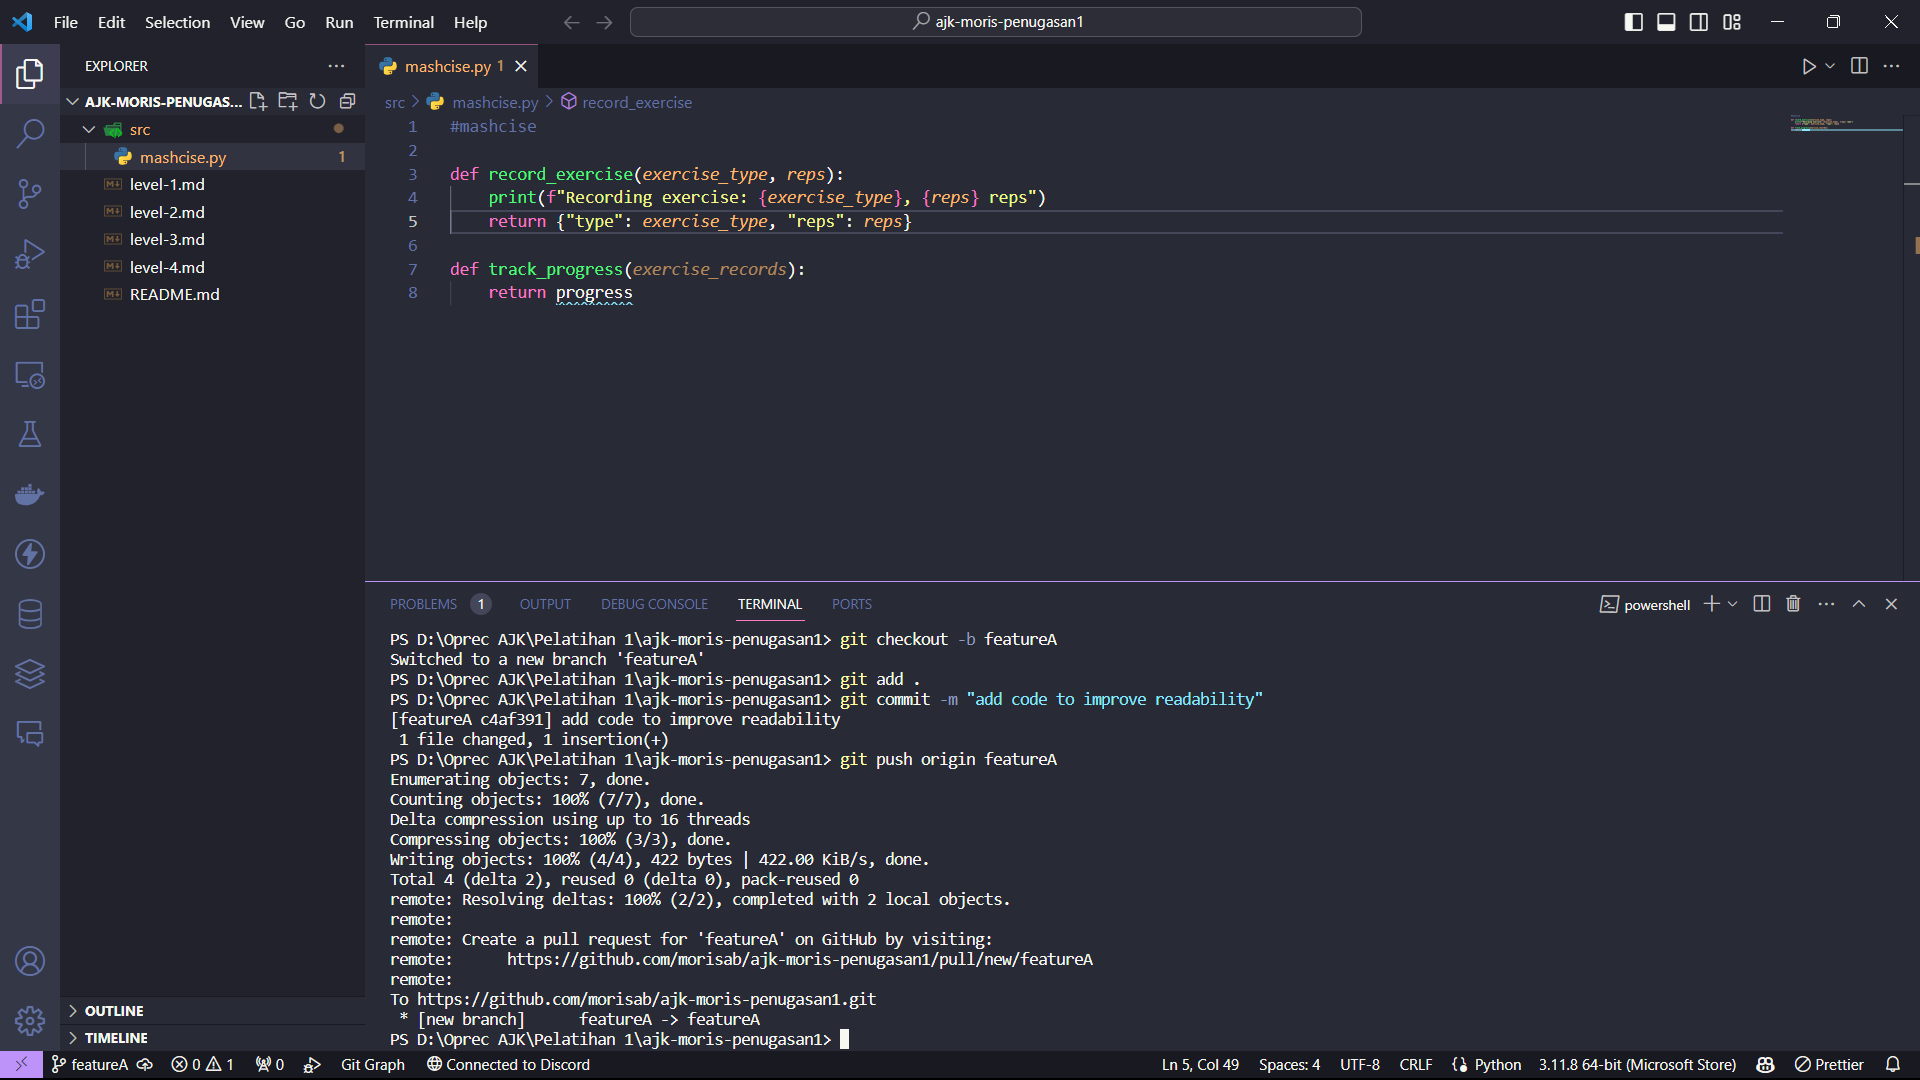 File Edit Selection View Go Run Terminal Help
ajk-moris-penugasan1
EXPLORER
AJK-MORIS-PENUGAS...
src
mashcise.py 1
level-1.md
level-2.md
level-3.md
level-4.md
README.md
OUTLINE
TIMELINE
mashcise.py 1
src > mashcise.py > record_exercise
1 #mashcise
2
3 def record_exercise(exercise_type, reps):
4     print(f"Recording exercise: {exercise_type}, {reps} reps")
5     return {"type": exercise_type, "reps": reps}
6
7 def track_progress(exercise_records):
8     return progress
PROBLEMS 1 OUTPUT DEBUG CONSOLE TERMINAL PORTS
powershell
PS D:\Oprec AJK\Pelatihan 1\ajk-moris-penugasan1> git checkout -b featureA
Switched to a new branch 'featureA'
PS D:\Oprec AJK\Pelatihan 1\ajk-moris-penugasan1> git add .
PS D:\Oprec AJK\Pelatihan 1\ajk-moris-penugasan1> git commit -m "add code to improve readability"
[featureA c4af391] add code to improve readability
 1 file changed, 1 insertion(+)
PS D:\Oprec AJK\Pelatihan 1\ajk-moris-penugasan1> git push origin featureA
Enumerating objects: 7, done.
Counting objects: 100% (7/7), done.
Delta compression using up to 16 threads
Compressing objects: 100% (3/3), done.
Writing objects: 100% (4/4), 422 bytes | 422.00 KiB/s, done.
Total 4 (delta 2), reused 0 (delta 0), pack-reused 0
remote: Resolving deltas: 100% (2/2), completed with 2 local objects.
remote:
remote: Create a pull request for 'featureA' on GitHub by visiting:
remote:      https://github.com/morisab/ajk-moris-penugasan1/pull/new/featureA
remote:
To https://github.com/morisab/ajk-moris-penugasan1.git
 * [new branch]      featureA -> featureA
PS D:\Oprec AJK\Pelatihan 1\ajk-moris-penugasan1>
featureA 0 1 0 Git Graph Connected to Discord Ln 5, Col 49 Spaces: 4 UTF-8 CRLF Python 3.11.8 64-bit (Microsoft Store) Prettier